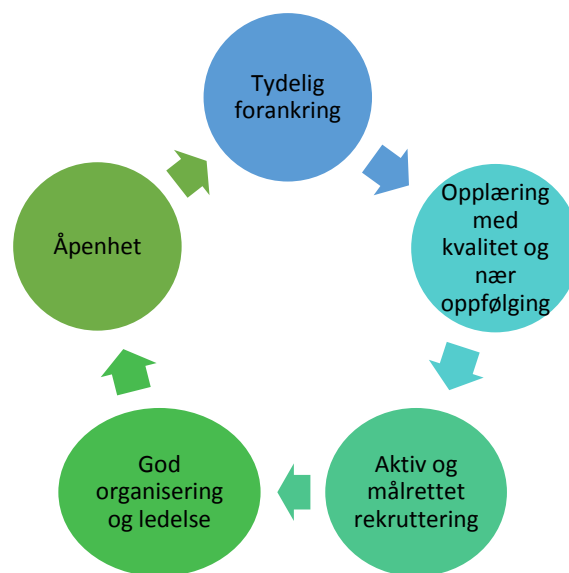 Tydelig
forankring
Opplæring
med
kvalitet og
nær
oppfølging
Aktiv og
målrettet
rekruttering
God
organisering
og ledelse
Åpenhet